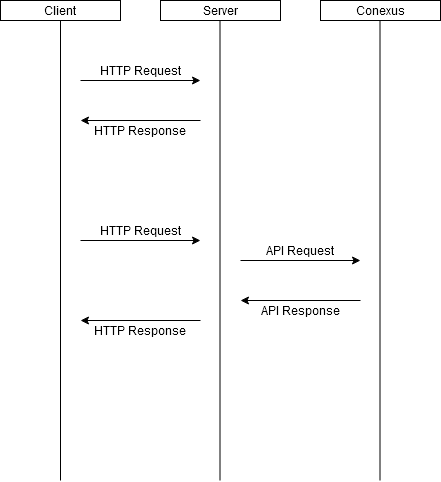 Client
Server
Conexus
HTTP Request
HTTP Response
HTTP Request
API Request
API Response
HTTP Response